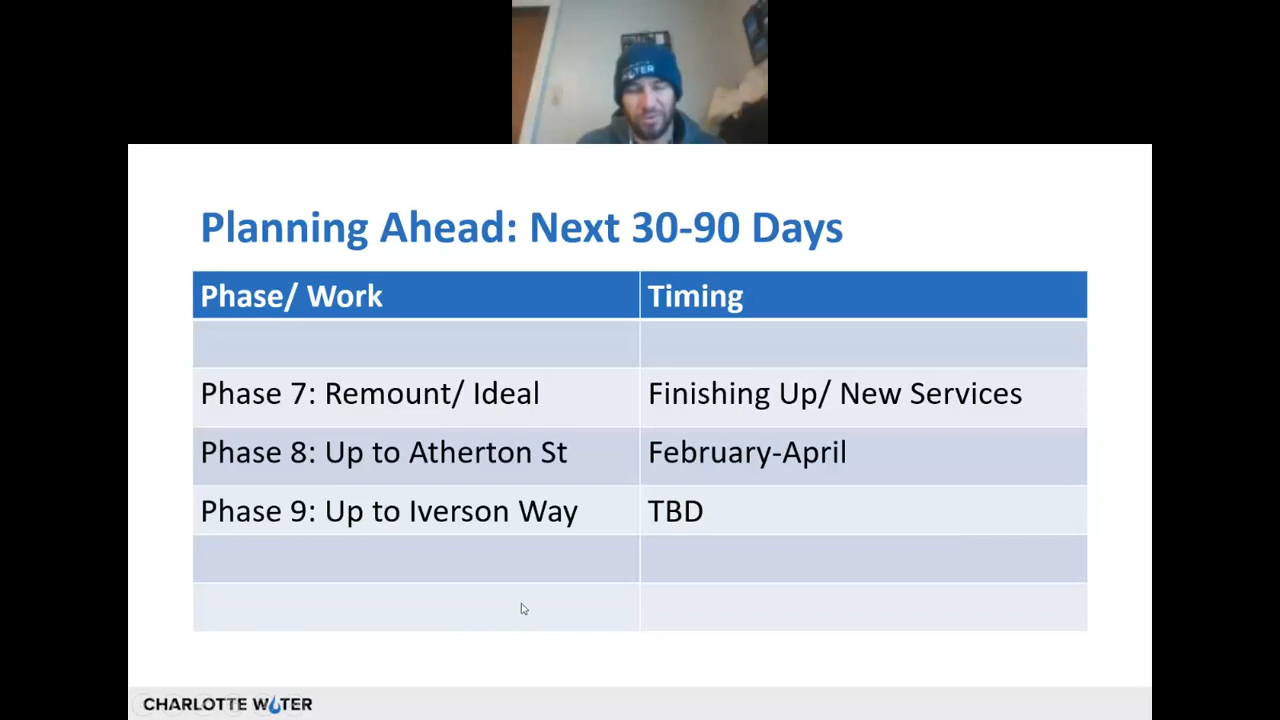 WATER
Planning Ahead: Next 30-90 Days
Phase/ Work Timing
Phase 7: Remount/ Ideal Finishing Up/ New Services
Phase 8: Up to Atherton St February-April
Phase 9: Up to Iverson Way TBD
CHARLOTTE WATER